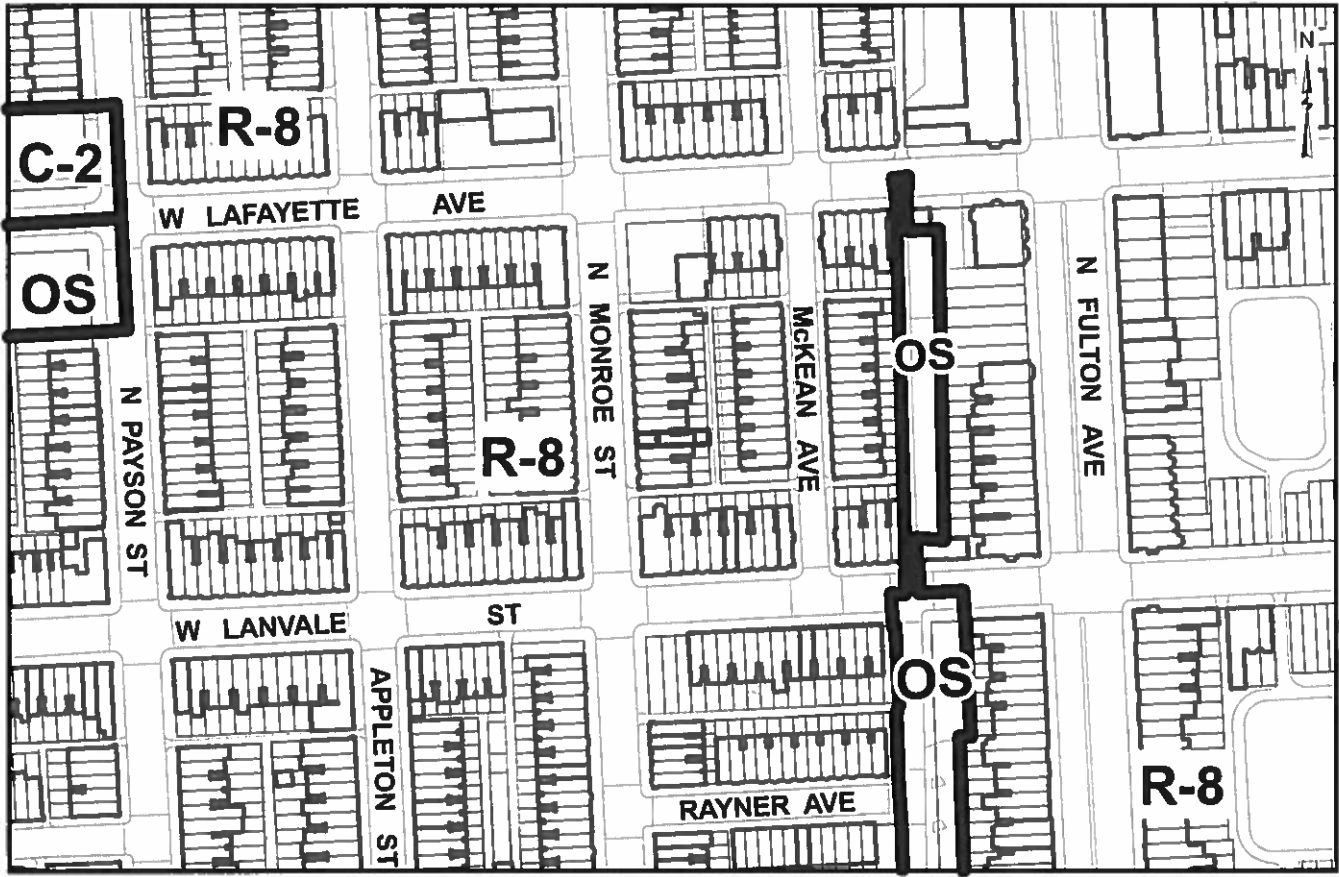 N
R-8
C-2
W LAFAYETTE AVE
OS
N MONROE ST
N FULTON AVE
McKEAN AVE
OS
N PAYSON ST
R-8
W LANVALE ST
APPLETON ST
OS
R-8
RAYNER AVE